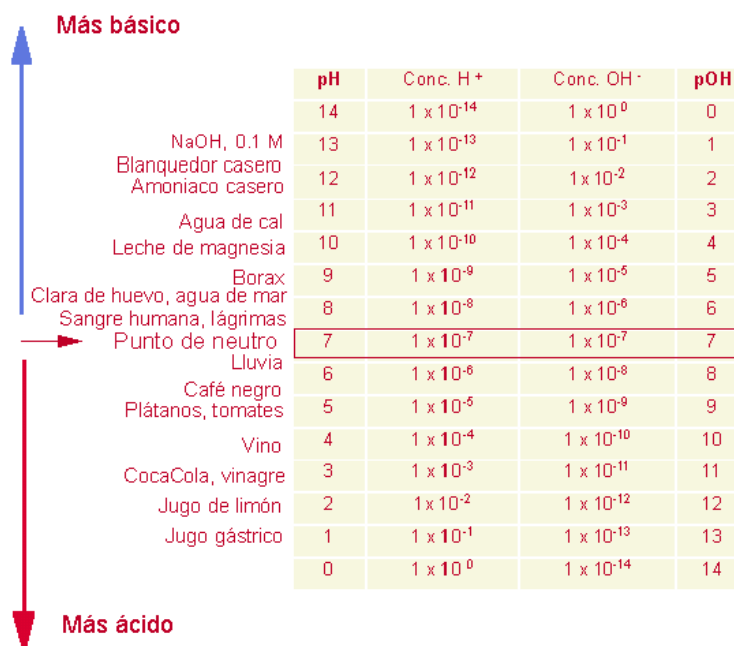 Más básico
pH Conc. H⁺ Conc. OH⁻ pOH
14 1 x 10⁻¹⁴ 1 x 10⁰ 0
NaOH, 0.1 M 13 1 x 10⁻¹³ 1 x 10⁻¹ 1
Blanquedor casero
Amoniaco casero 12 1 x 10⁻¹² 1x 10⁻² 2
Agua de cal 11 1 x 10⁻¹¹ 1 x 10⁻³ 3
Leche de magnesia 10 1 x 10⁻¹⁰ 1 x 10⁻⁴ 4
Borax 9 1 x 10⁻⁹ 1 x 10⁻⁵ 5
Clara de huevo, agua de mar
Sangre humana, lágrimas 8 1 x 10⁻⁸ 1 x 10⁻⁶ 6
Punto de neutro 7 1 x 10⁻⁷ 1 x 10⁻⁷ 7
Lluvia 6 1 x 10⁻⁶ 1 x 10⁻⁸ 8
Café negro
Plátanos, tomates 5 1 x 10⁻⁵ 1 x 10⁻⁹ 9
Vino 4 1 x 10⁻⁴ 1 x 10⁻¹⁰ 10
CocaCola, vinagre 3 1 x 10⁻³ 1 x 10⁻¹¹ 11
Jugo de limón 2 1x 10⁻² 1 x 10⁻¹² 12
Jugo gástrico 1 1 x 10⁻¹ 1 x 10⁻¹³ 13
0 1 x 10⁰ 1 x 10⁻¹⁴ 14
Más ácido